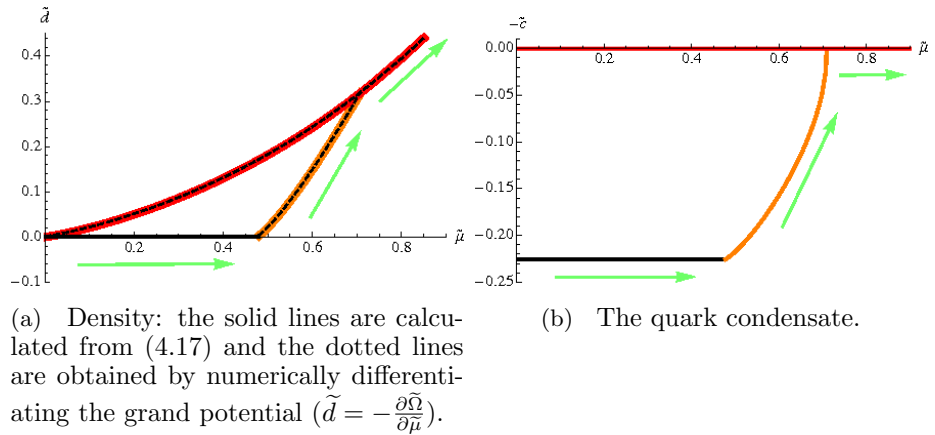 d̃
0.4
0.3
0.2
0.1
0.0
-0.1
0.2 0.4 0.6 0.8 μ̃
-c̃
0.00
-0.05
-0.10
-0.15
-0.20
-0.25
0.2 0.4 0.6 0.8 μ̃
(a) Density: the solid lines are calcu-
lated from (4.17) and the dotted lines
are obtained by numerically differenti-
ating the grand potential (d̃ = −∂Ω̃/∂μ̃).
(b) The quark condensate.